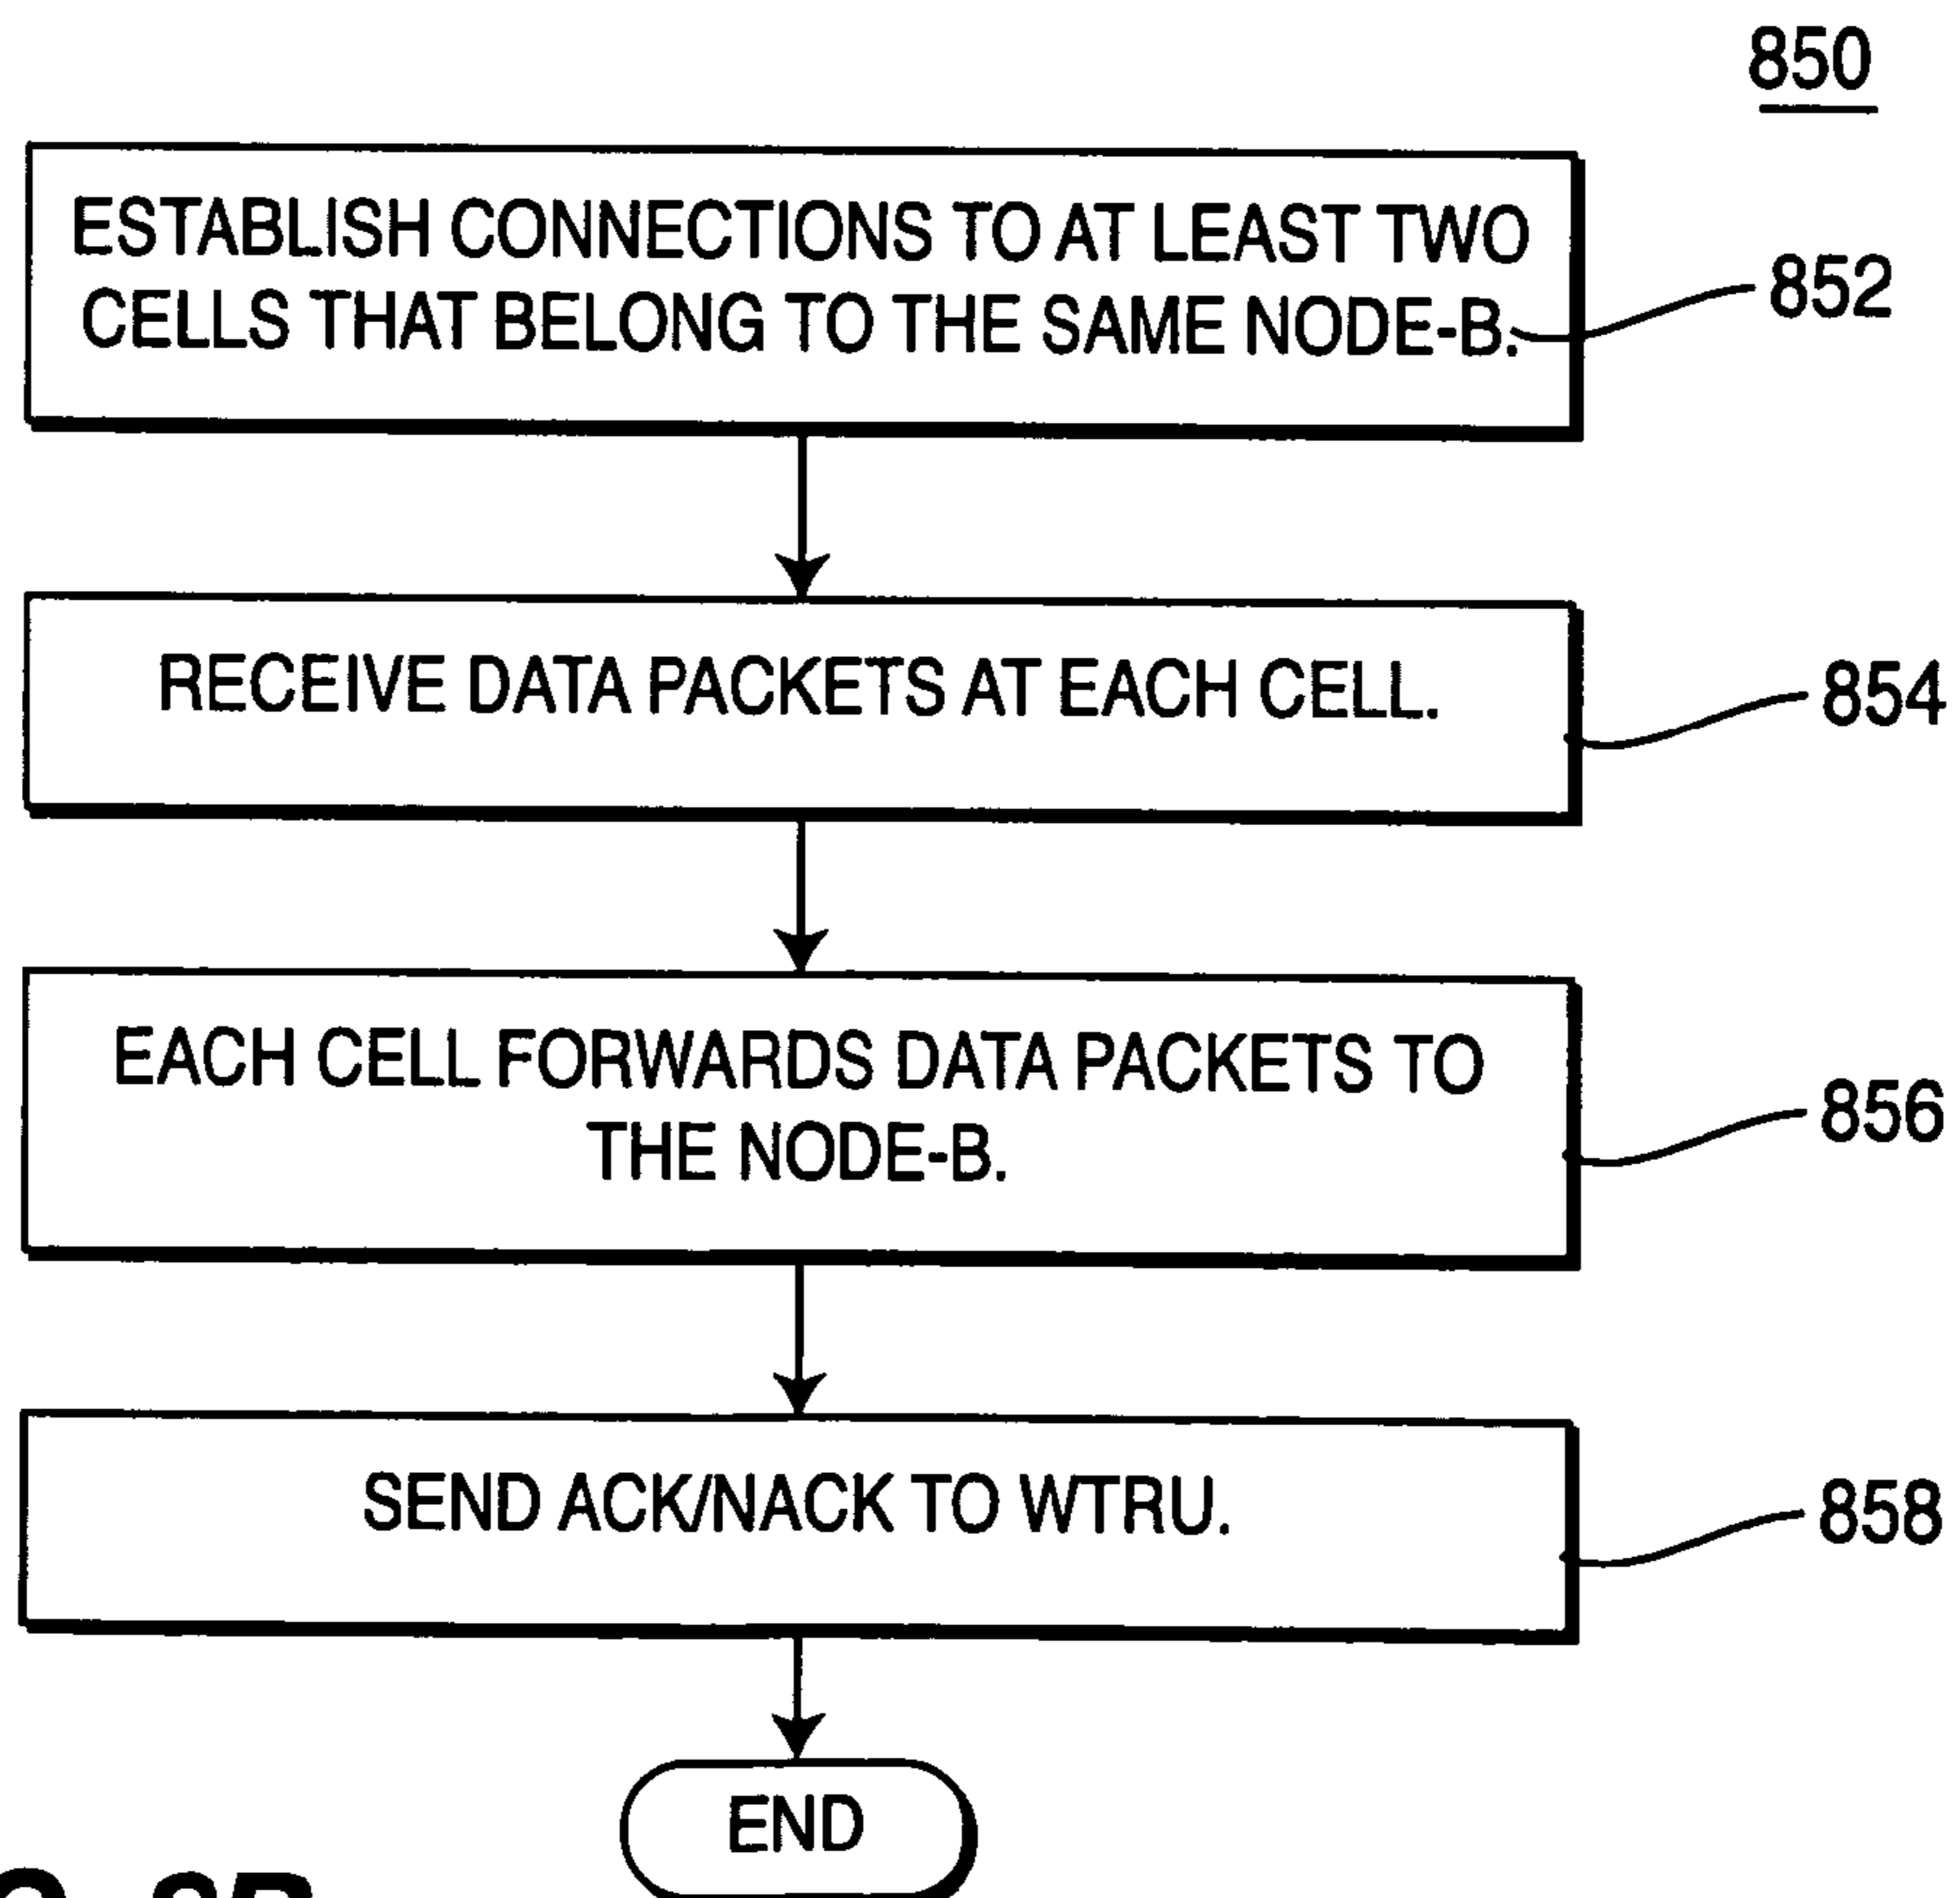 850
ESTABLISH CONNECTIONS TO AT LEAST TWO
CELLS THAT BELONG TO THE SAME NODE-B.
852
RECEIVE DATA PACKETS AT EACH CELL.
854
EACH CELL FORWARDS DATA PACKETS TO
THE NODE-B.
856
SEND ACK/NACK TO WTRU.
858
END